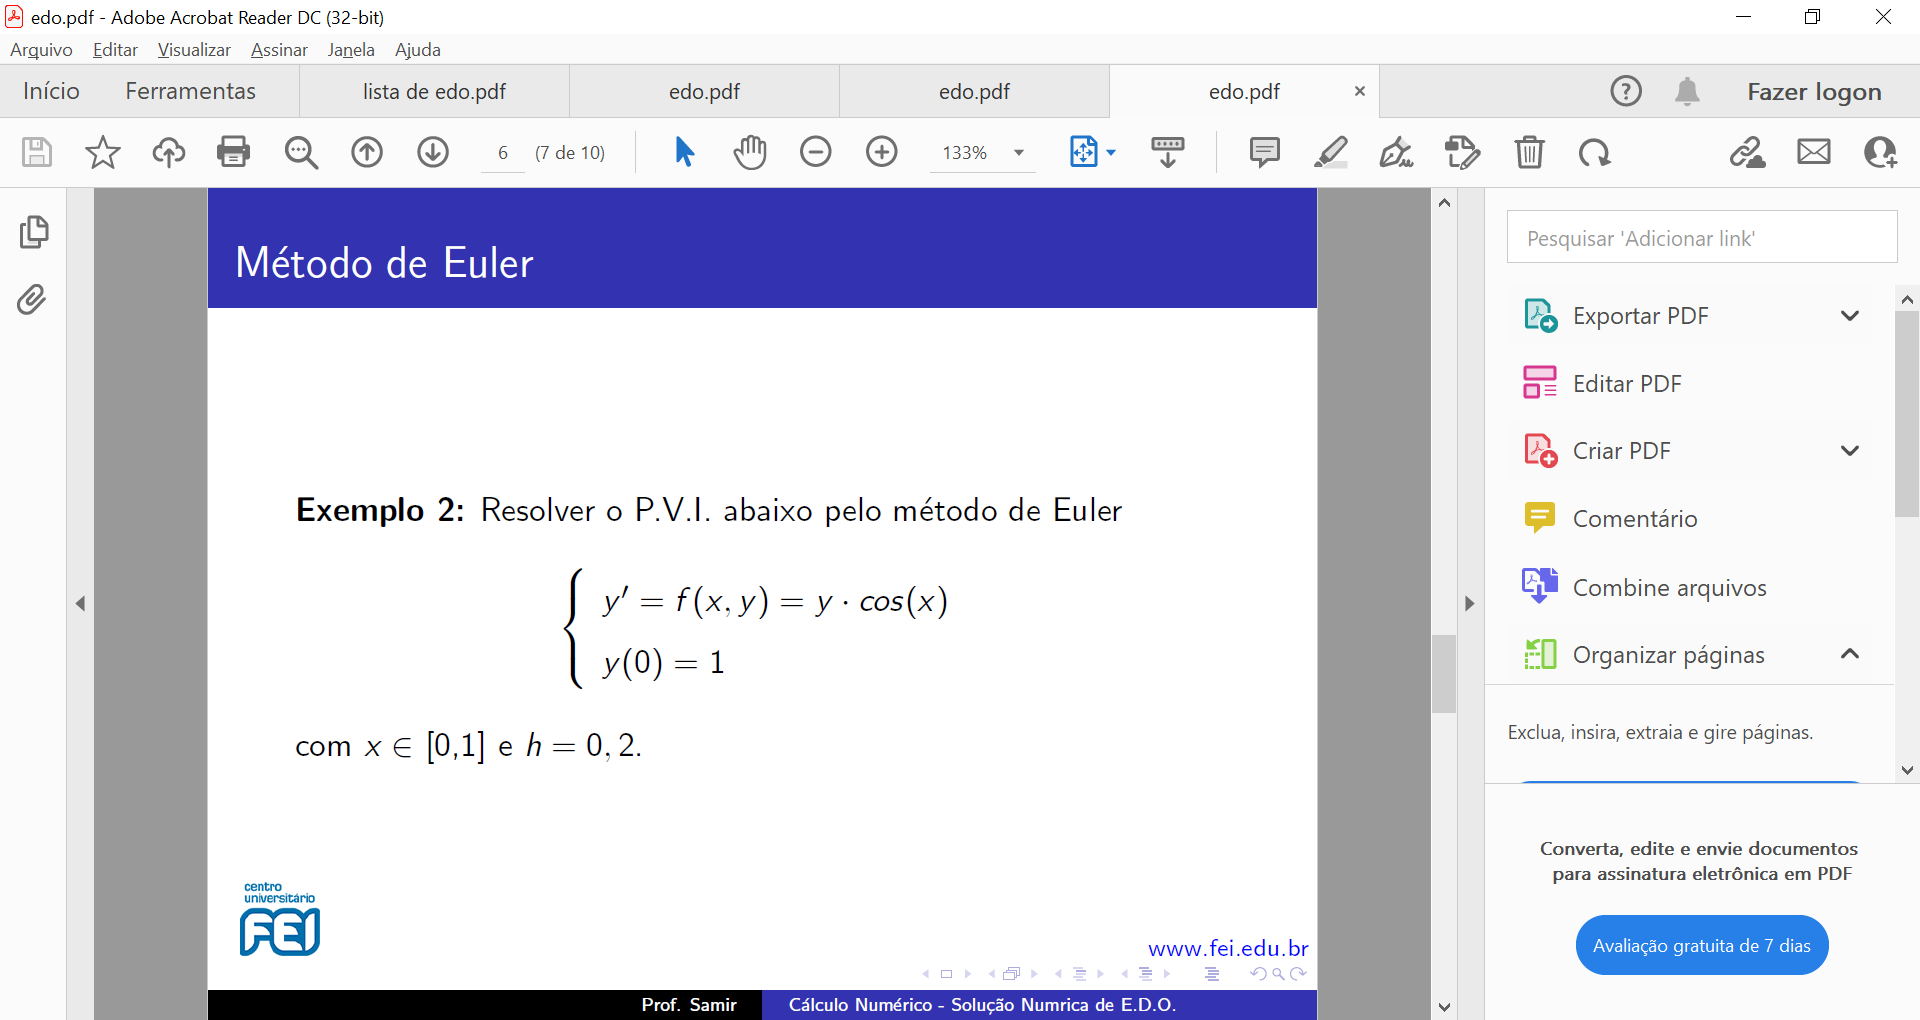 edo.pdf - Adobe Acrobat Reader DC (32-bit)
Arquivo Editar Visualizar Assinar Janela Ajuda
Início Ferramentas lista de edo.pdf edo.pdf edo.pdf edo.pdf × ? Fazer logon
6 (7 de 10) 133%
Pesquisar 'Adicionar link'
Exportar PDF
Editar PDF
Criar PDF
Comentário
Combine arquivos
Organizar páginas
Exclua, insira, extraia e gire páginas.
Converta, edite e envie documentos
para assinatura eletrônica em PDF
Avaliação gratuita de 7 dias
Método de Euler
Exemplo 2: Resolver o P.V.I. abaixo pelo método de Euler
y′ = f(x, y) = y · cos(x)
y(0) = 1
com x ∈ [0,1] e h = 0, 2.
centro
universitário
FEI
www.fei.edu.br
Prof. Samir Cálculo Numérico - Solução Numrica de E.D.O.